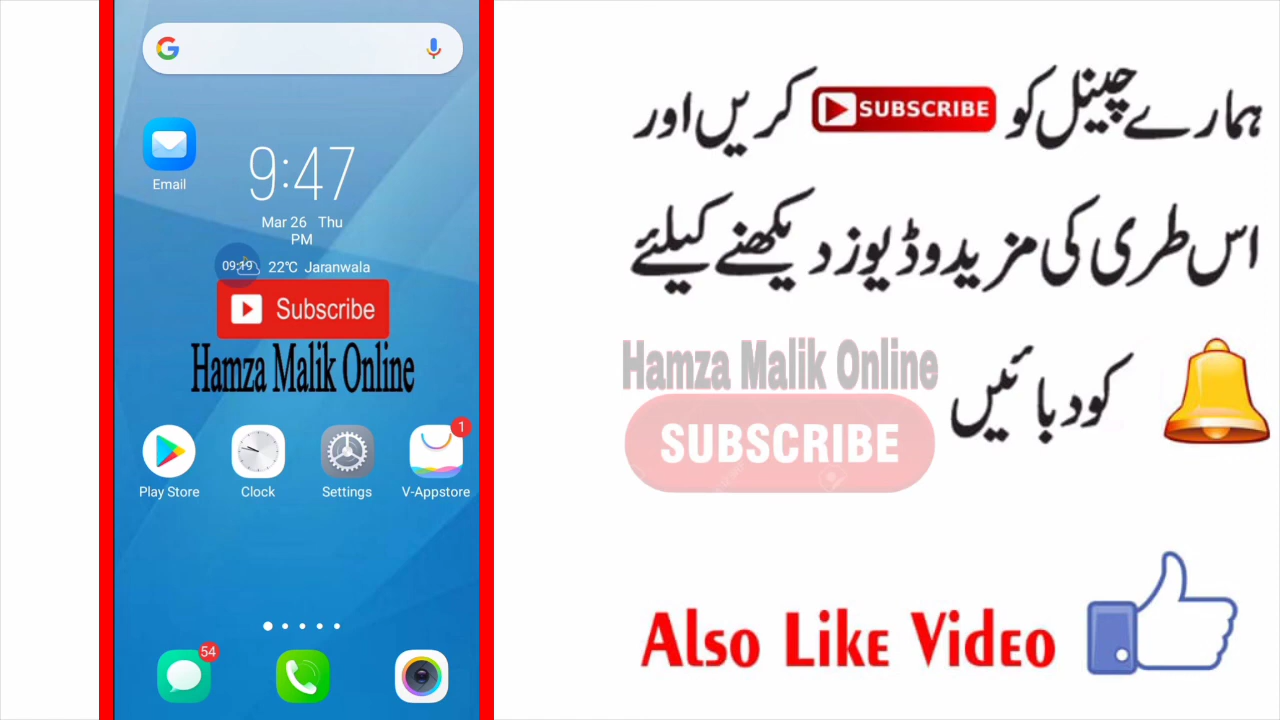 Email
9:47
Mar 26 Thu
PM
09:19
22℃ Jaranwala
Subscribe
Hamza Malik Online
1
Play Store
Clock
Settings
V-Appstore
54
ہمارے چینل کو SUBSCRIBE کریں اور
اس طری کی مزید وڈیوز دیکھنے کیلئے
کو دبائیں
Hamza Malik Online
SUBSCRIBE
Also Like Video